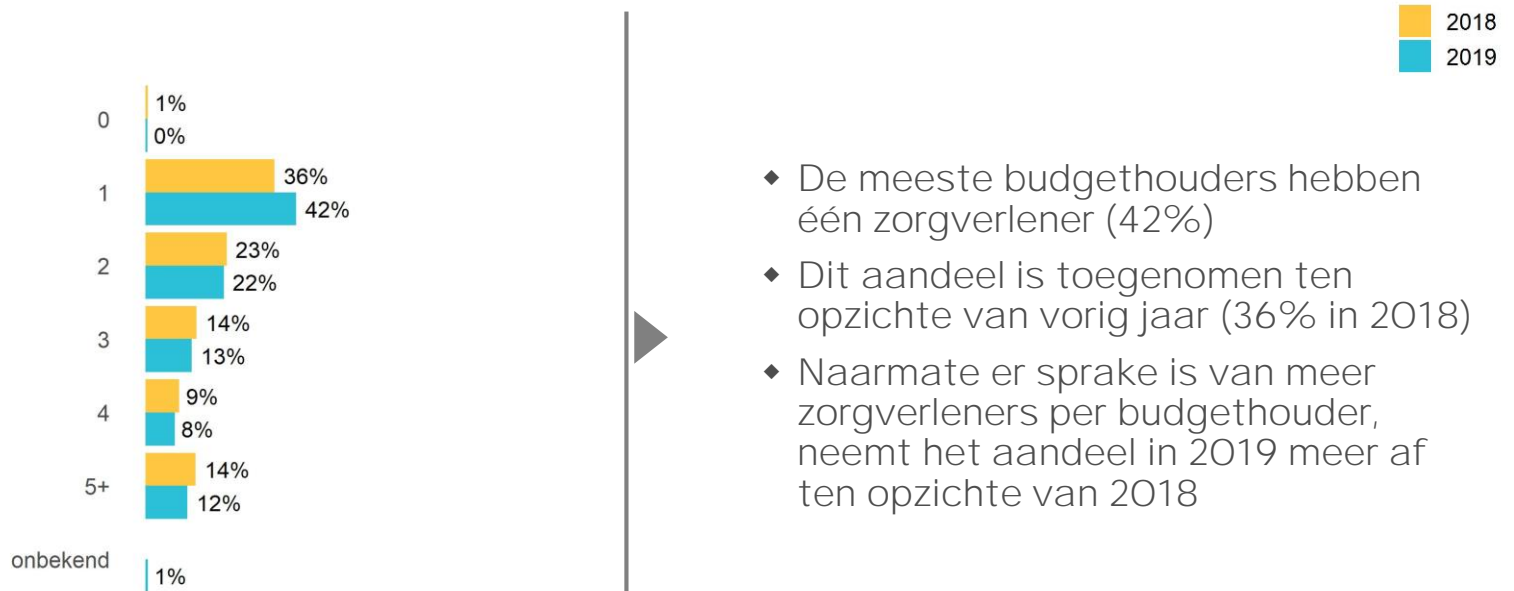 2018
2019
0
1%
0%
1
36%
42%
2
23%
22%
3
14%
13%
4
9%
8%
5+
14%
12%
onbekend
1%
◆ De meeste budgethouders hebben
één zorgverlener (42%)
◆ Dit aandeel is toegenomen ten
opzichte van vorig jaar (36% in 2018)
◆ Naarmate er sprake is van meer
zorgverleners per budgethouder,
neemt het aandeel in 2019 meer af
ten opzichte van 2018